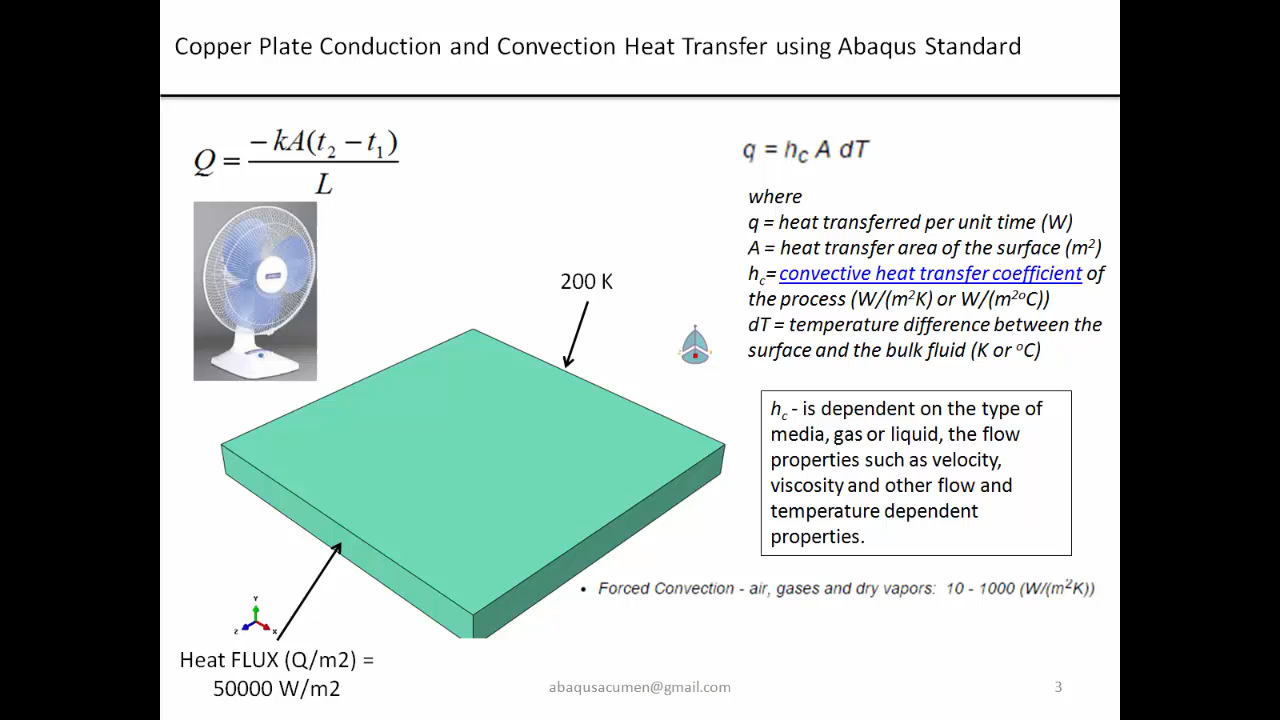 Copper Plate Conduction and Convection Heat Transfer using Abaqus Standard
Q = −kA(t₂ − t₁) / L
q = h_c A dT
where
q = heat transferred per unit time (W)
A = heat transfer area of the surface (m²)
h_c= convective heat transfer coefficient of
the process (W/(m²K) or W/(m²ᵒC))
dT = temperature difference between the
surface and the bulk fluid (K or ᵒC)
200 K
h_c - is dependent on the type of
media, gas or liquid, the flow
properties such as velocity,
viscosity and other flow and
temperature dependent
properties.
• Forced Convection - air, gases and dry vapors: 10 - 1000 (W/(m²K))
Y
Z
X
Heat FLUX (Q/m2) =
50000 W/m2
abaqusacumen@gmail.com
3